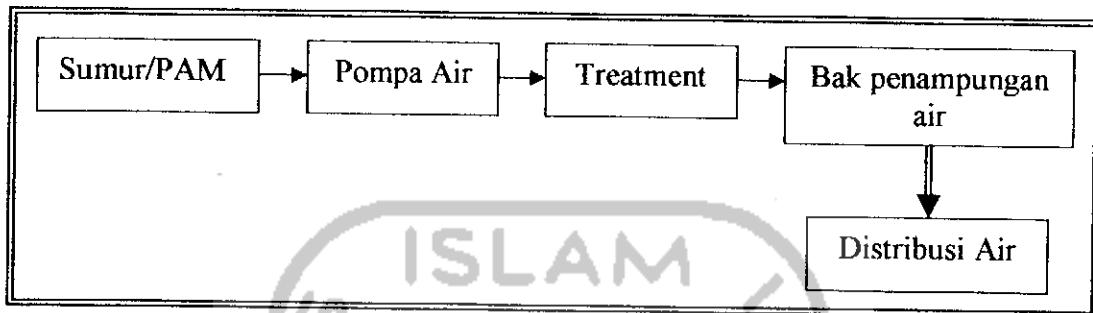 Sumur/PAM
Pompa Air
Treatment
Bak penampungan
air
Distribusi Air
ISLAM